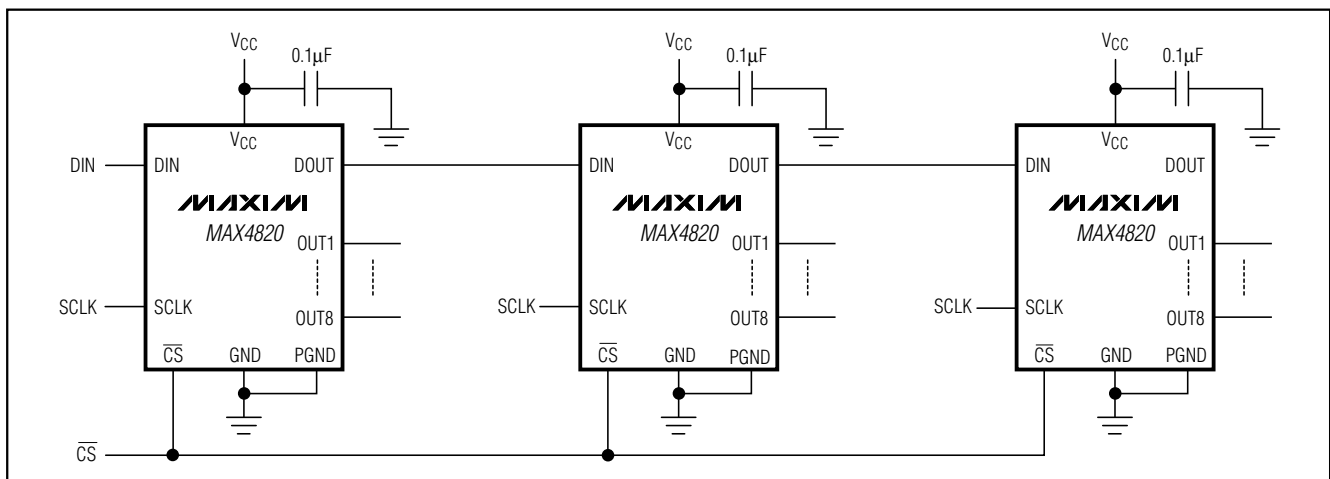 VCC
0.1µF
VCC
DIN
DIN
DOUT
MAXIM
MAX4820
OUT1
SCLK
SCLK
OUT8
CS
GND
PGND
VCC
0.1µF
VCC
DIN
DOUT
MAXIM
MAX4820
OUT1
SCLK
SCLK
OUT8
CS
GND
PGND
VCC
0.1µF
VCC
DIN
DOUT
MAXIM
MAX4820
OUT1
SCLK
SCLK
OUT8
CS
GND
PGND
CS